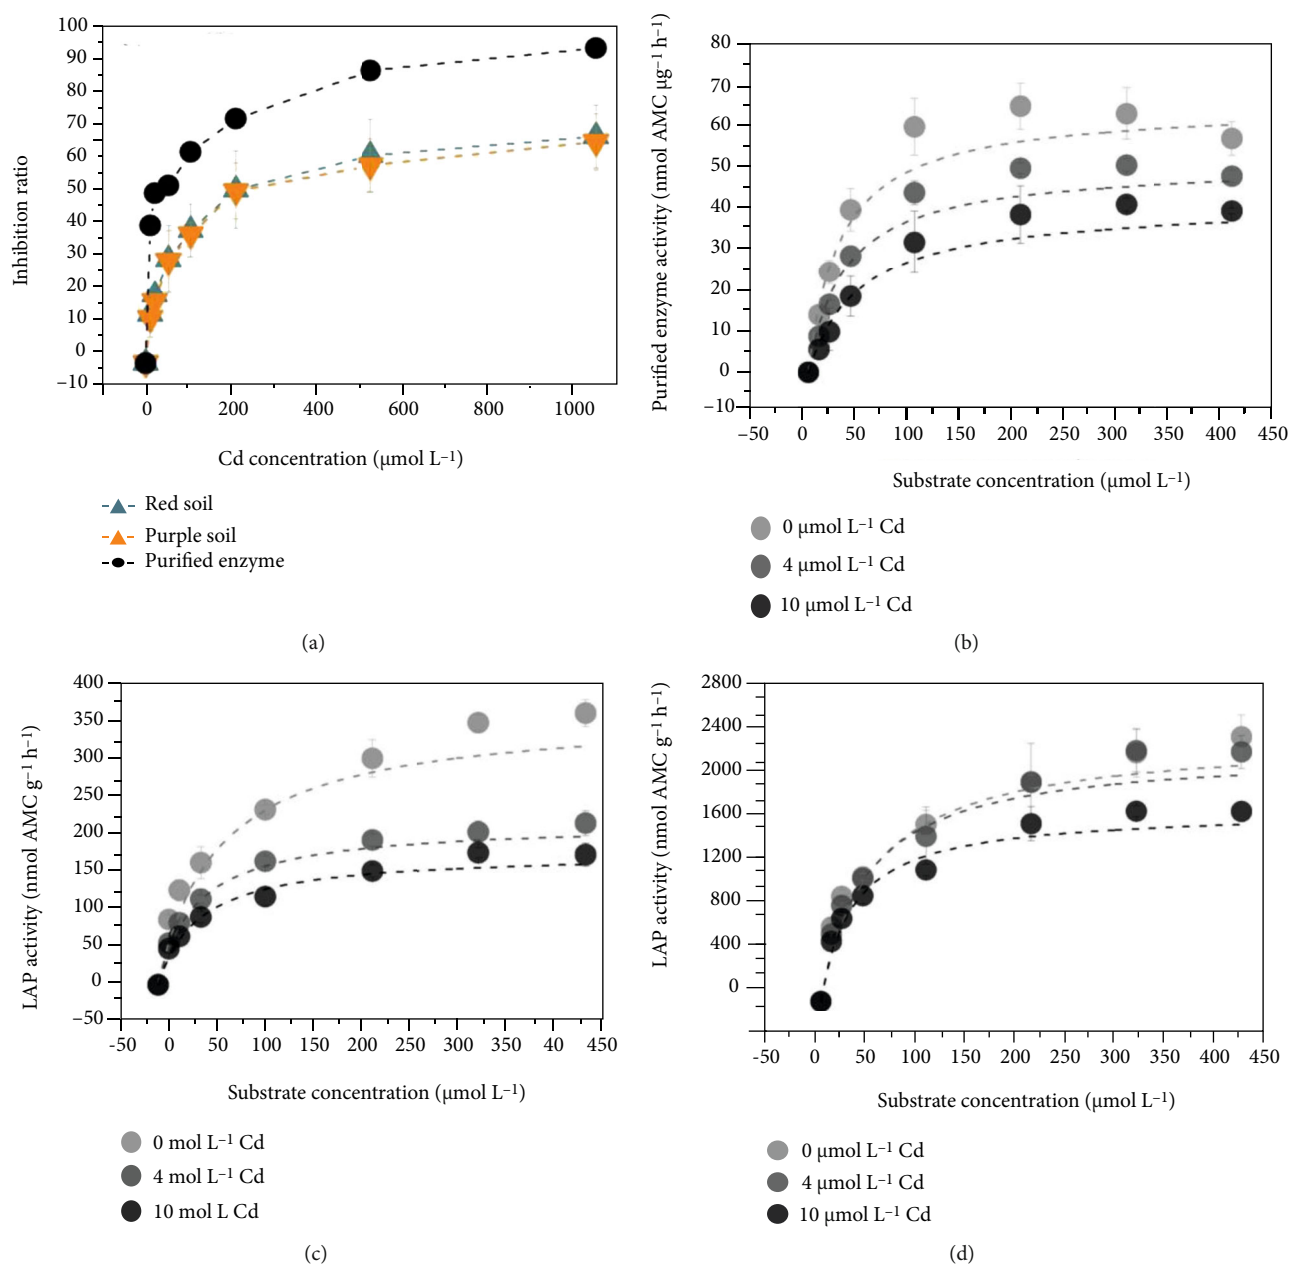 100
90
80
70
60
50
40
30
20
10
0
–10
Inhibition ratio
0 200 400 600 800 1000
Cd concentration (µmol L–1)
Red soil
Purple soil
Purified enzyme
(a)
80
70
60
50
40
30
20
10
0
–10
Purified enzyme activity (nmol AMC µg–1 h–1)
–50 0 50 100 150 200 250 300 350 400 450
Substrate concentration (µmol L–1)
0 µmol L–1 Cd
4 µmol L–1 Cd
10 µmol L–1 Cd
(b)
400
350
300
250
200
150
100
50
0
–50
LAP activity (nmol AMC g–1 h–1)
-50 0 50 100 150 200 250 300 350 400 450
Substrate concentration (µmol L–1)
0 mol L–1 Cd
4 mol L–1 Cd
10 mol L Cd
(c)
2800
2400
2000
1600
1200
800
400
0
LAP activity (nmol AMC g–1 h–1)
-50 0 50 100 150 200 250 300 350 400 450
Substrate concentration (µmol L–1)
0 µmol L–1 Cd
4 µmol L–1 Cd
10 µmol L–1 Cd
(d)